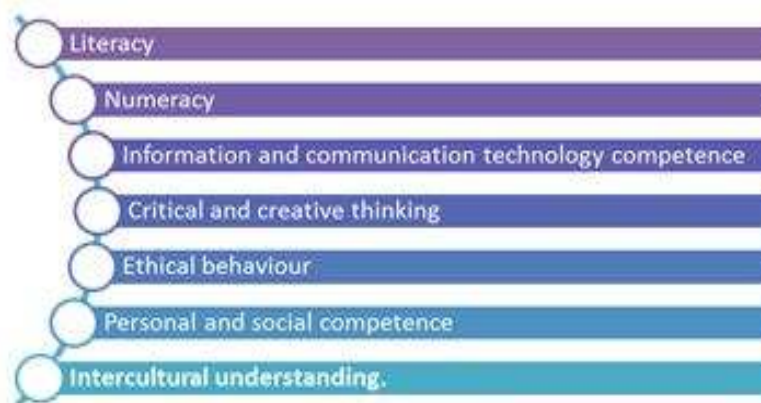 Literacy
Numeracy
Information and communication technology competence
Critical and creative thinking
Ethical behaviour
Personal and social competence
Intercultural understanding.